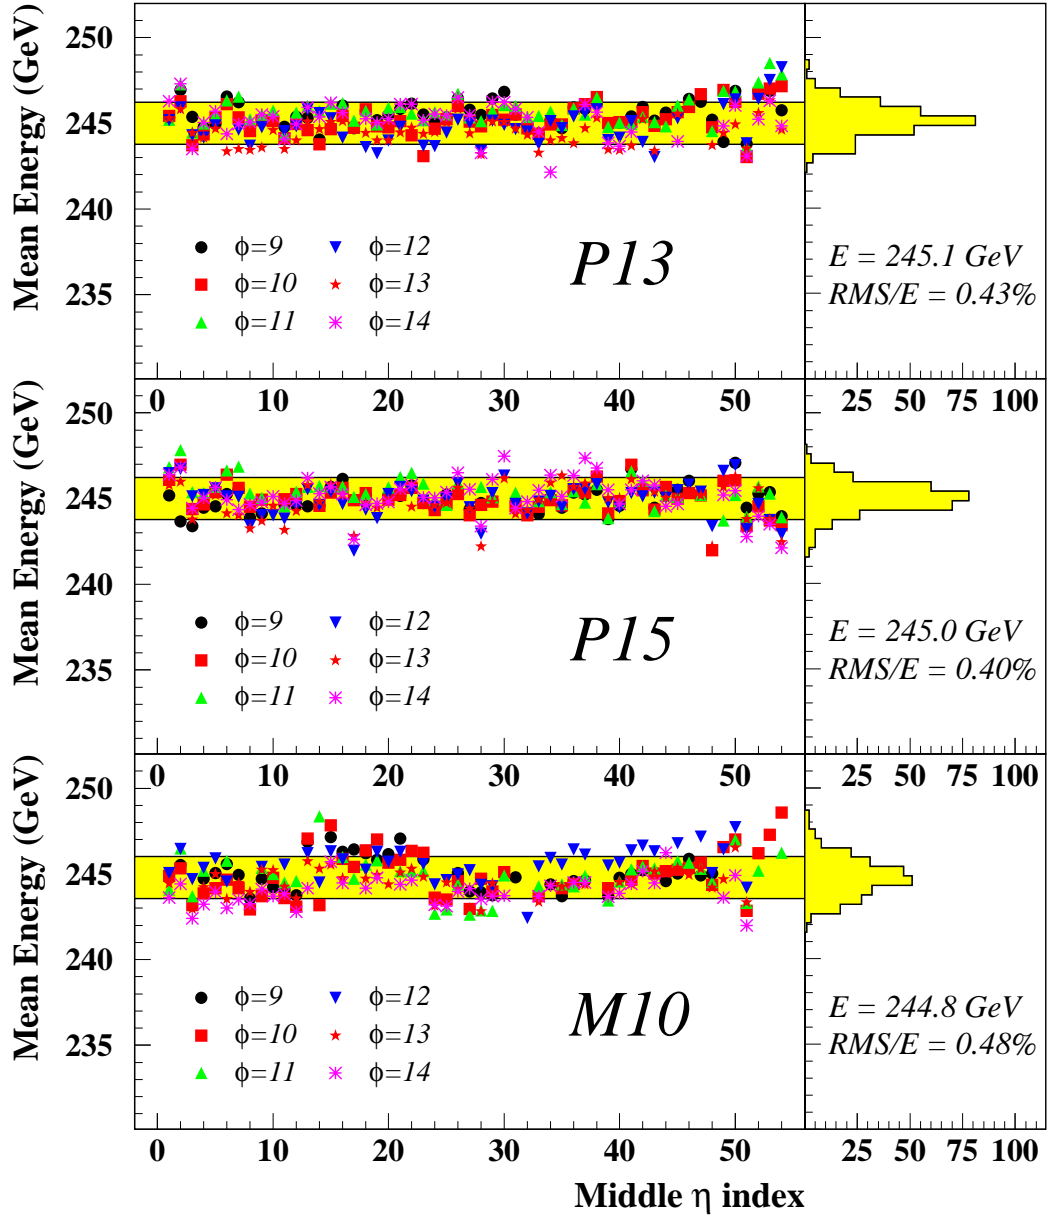 Mean Energy (GeV)
250
245
240
235
ϕ=9 ϕ=12
ϕ=10 ϕ=13
ϕ=11 ϕ=14
P13
E = 245.1 GeV
RMS/E = 0.43%
0 10 20 30 40 50
25 50 75 100
Mean Energy (GeV)
250
245
240
235
ϕ=9 ϕ=12
ϕ=10 ϕ=13
ϕ=11 ϕ=14
P15
E = 245.0 GeV
RMS/E = 0.40%
0 10 20 30 40 50
25 50 75 100
Mean Energy (GeV)
250
245
240
235
ϕ=9 ϕ=12
ϕ=10 ϕ=13
ϕ=11 ϕ=14
M10
E = 244.8 GeV
RMS/E = 0.48%
0 10 20 30 40 50
25 50 75 100
Middle η index